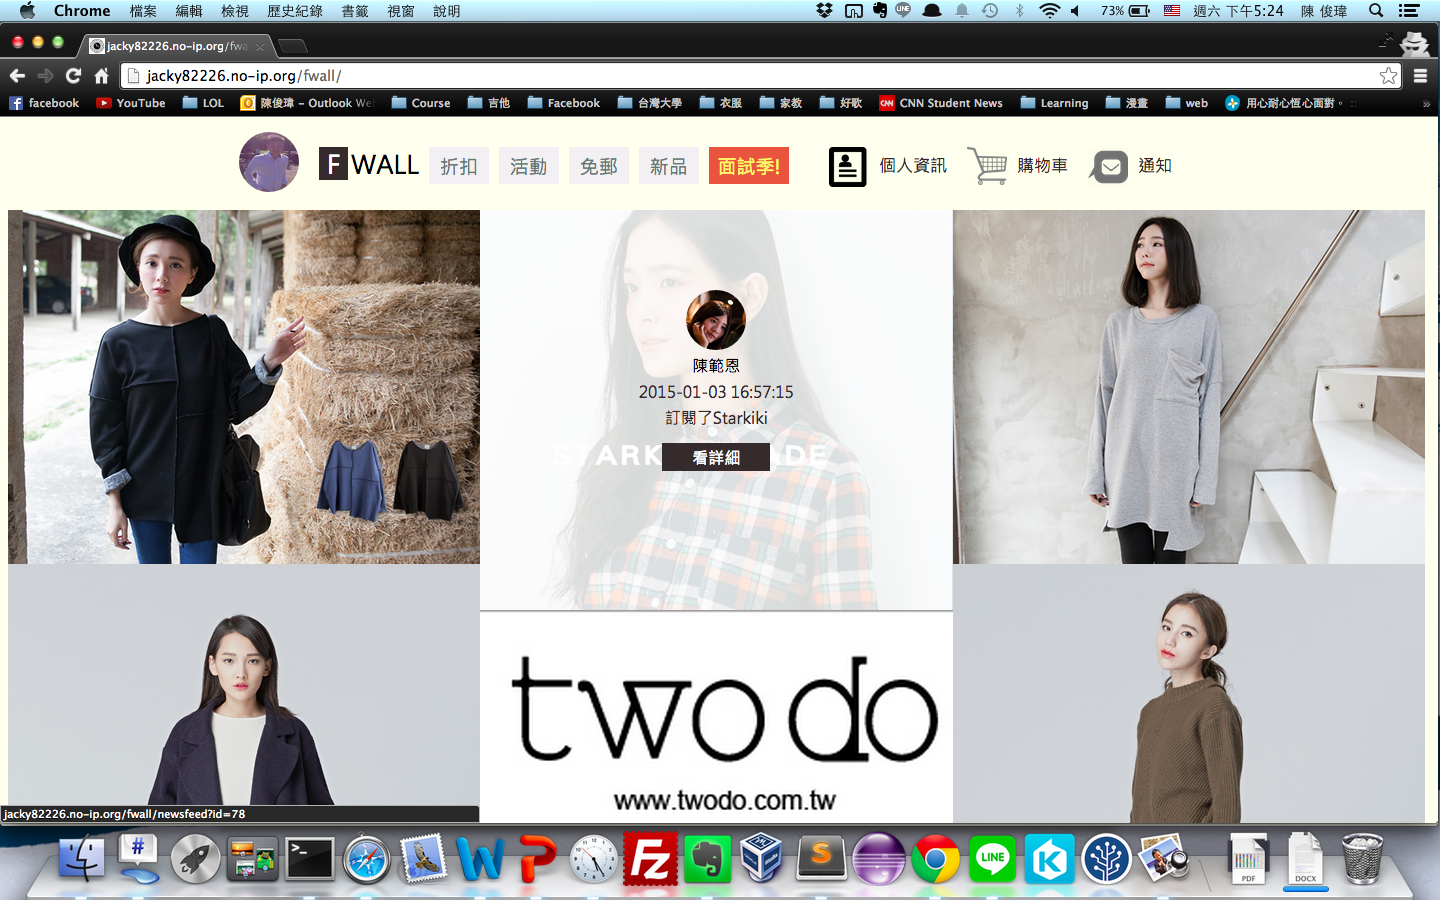 Chrome 檔案 編輯 檢視 歷史紀錄 書籤 視窗 說明 LINE 73% 週六 下午5:24 陳 俊瑋
jacky82226.no-ip.org/fwa
jacky82226.no-ip.org/fwall/
facebook YouTube LOL 陳俊瑋 – Outlook We Course 吉他 Facebook 台灣大學 衣服 家教 好歌 CNN CNN Student News Learning 漫畫 web 用心耐心恆心面對。 »
F WALL 折扣 活動 免郵 新品 面試季! 個人資訊 購物車 通知
陳範恩
2015-01-03 16:57:15
訂閱了Starkiki
看詳細
two do
www.twodo.com.tw
jacky82226.no-ip.org/fwall/newsfeed?id=78
LINE
PDF DOCX